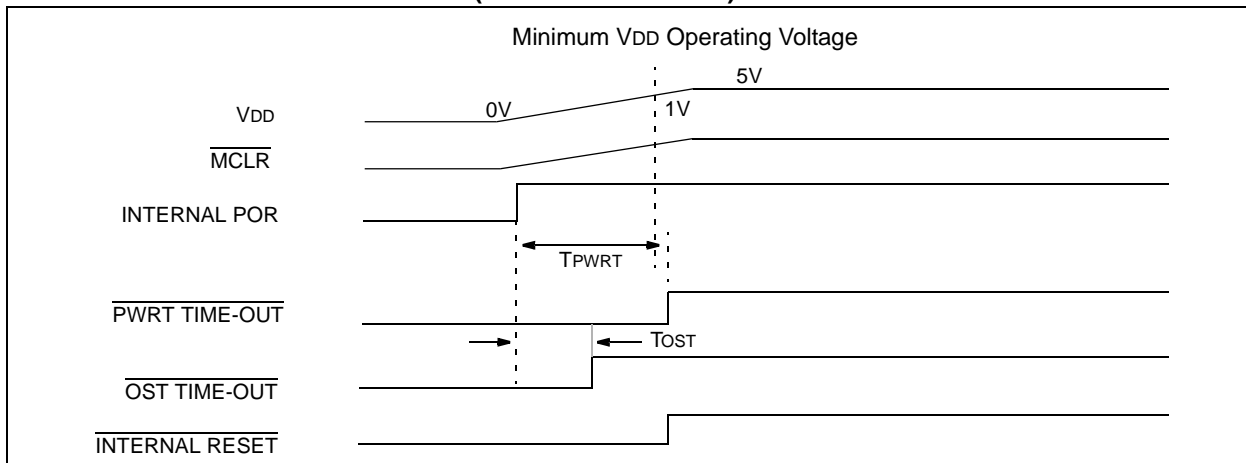 Minimum VDD Operating Voltage
5V
0V
1V
VDD
MCLR
INTERNAL POR
TPWRT
PWRT TIME-OUT
TOST
OST TIME-OUT
INTERNAL RESET